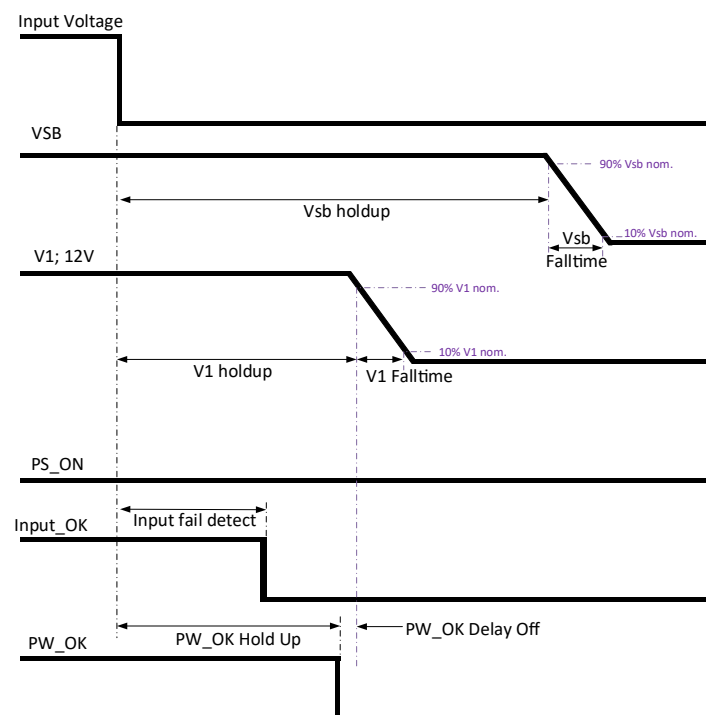 Input Voltage
VSB
90% Vsb nom.
Vsb holdup
10% Vsb nom.
Vsb
Falltime
V1; 12V
90% V1 nom.
10% V1 nom.
V1 holdup
V1 Falltime
PS_ON
Input fail detect
Input_OK
PW_OK Delay Off
PW_OK Hold Up
PW_OK